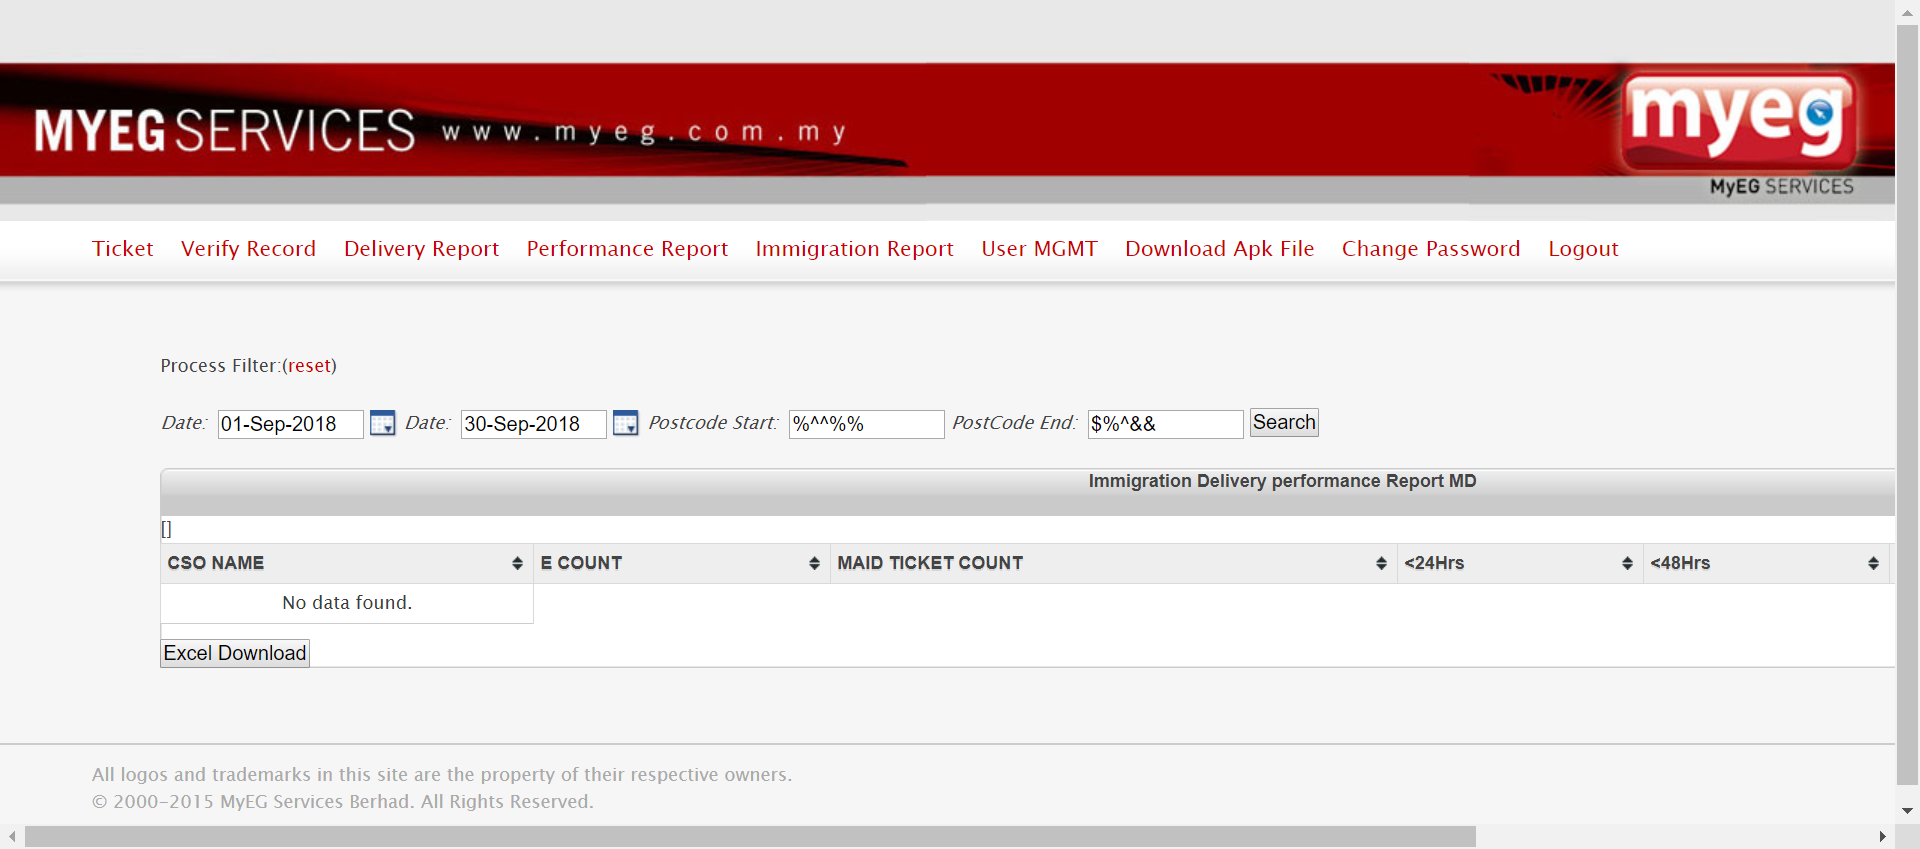 MYEG SERVICES www.myeg.com.my
myeg
MyEG SERVICES
Ticket Verify Record Delivery Report Performance Report Immigration Report User MGMT Download Apk File Change Password Logout
Process Filter:(reset)
Date: 01-Sep-2018 Date: 30-Sep-2018 Postcode Start: %^^%% PostCode End: $%^&& Search
Immigration Delivery performance Report MD
[]
CSO NAME E COUNT MAID TICKET COUNT <24Hrs <48Hrs
No data found.
Excel Download
All logos and trademarks in this site are the property of their respective owners.
© 2000-2015 MyEG Services Berhad. All Rights Reserved.